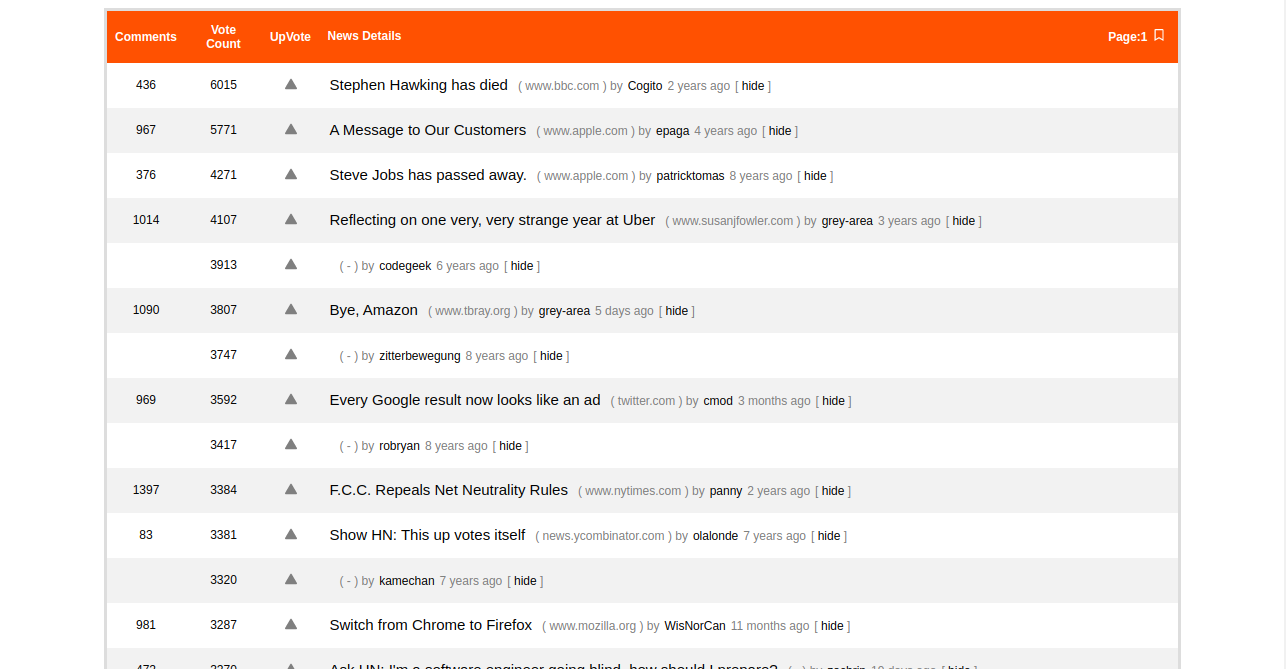 Comments Vote Count UpVote News Details Page:1
436 6015 Stephen Hawking has died ( www.bbc.com ) by Cogito 2 years ago [ hide ]
967 5771 A Message to Our Customers ( www.apple.com ) by epaga 4 years ago [ hide ]
376 4271 Steve Jobs has passed away. ( www.apple.com ) by patricktomas 8 years ago [ hide ]
1014 4107 Reflecting on one very, very strange year at Uber ( www.susanjfowler.com ) by grey-area 3 years ago [ hide ]
3913 ( - ) by codegeek 6 years ago [ hide ]
1090 3807 Bye, Amazon ( www.tbray.org ) by grey-area 5 days ago [ hide ]
3747 ( - ) by zitterbewegung 8 years ago [ hide ]
969 3592 Every Google result now looks like an ad ( twitter.com ) by cmod 3 months ago [ hide ]
3417 ( - ) by robryan 8 years ago [ hide ]
1397 3384 F.C.C. Repeals Net Neutrality Rules ( www.nytimes.com ) by panny 2 years ago [ hide ]
83 3381 Show HN: This up votes itself ( news.ycombinator.com ) by olalonde 7 years ago [ hide ]
3320 ( - ) by kamechan 7 years ago [ hide ]
981 3287 Switch from Chrome to Firefox ( www.mozilla.org ) by WisNorCan 11 months ago [ hide ]
473 3270 Ask HN: I'm a software engineer going blind, how should I prepare? ( - ) by zachrip 19 days ago [ hide ]